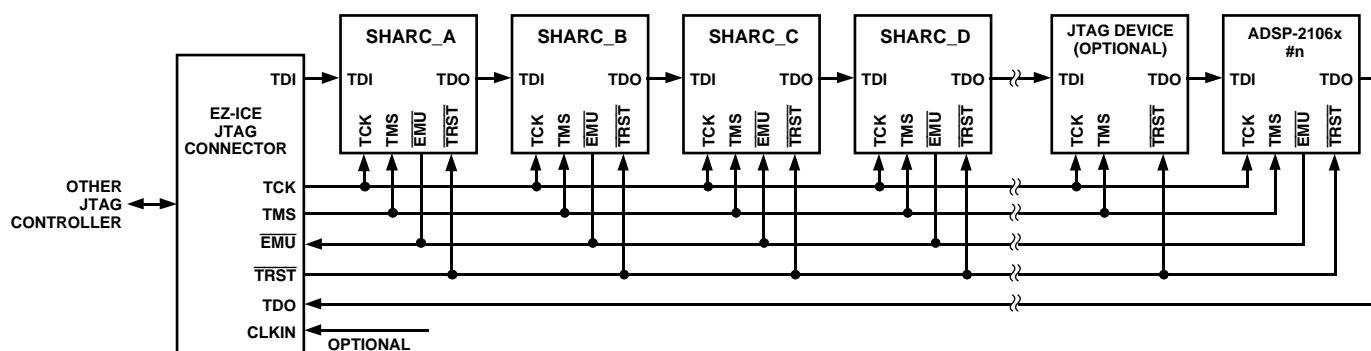 SHARC_A
SHARC_B
SHARC_C
SHARC_D
JTAG DEVICE
(OPTIONAL)
ADSP-2106x
#n
TDI
TDI TDO
TDI TDO
TDI TDO
TDI TDO
TDI TDO
TDI TDO
EZ-ICE
JTAG
CONNECTOR
TCK TMS EMU TRST
TCK TMS EMU TRST
TCK TMS EMU TRST
TCK TMS EMU TRST
TCK TMS TRST
TCK TMS EMU TRST
OTHER
JTAG
CONTROLLER
TCK
TMS
EMU
TRST
TDO
CLKIN
OPTIONAL